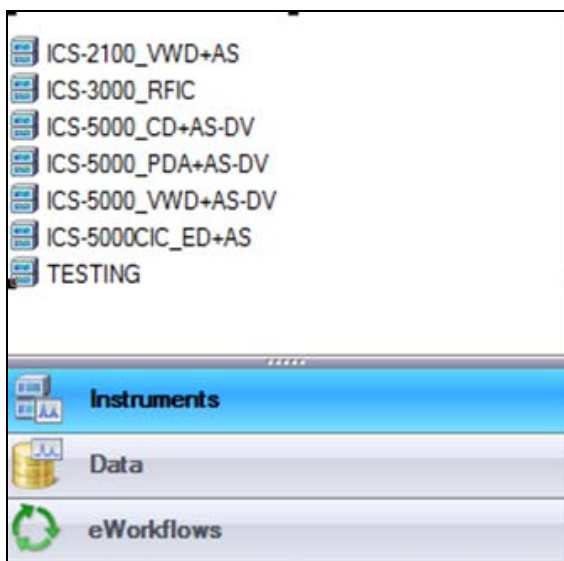 ICS-2100_VWD+AS
ICS-3000_RFIC
ICS-5000_CD+AS-DV
ICS-5000_PDA+AS-DV
ICS-5000_VWD+AS-DV
ICS-5000CIC_ED+AS
TESTING
Instruments
Data
eWorkflows